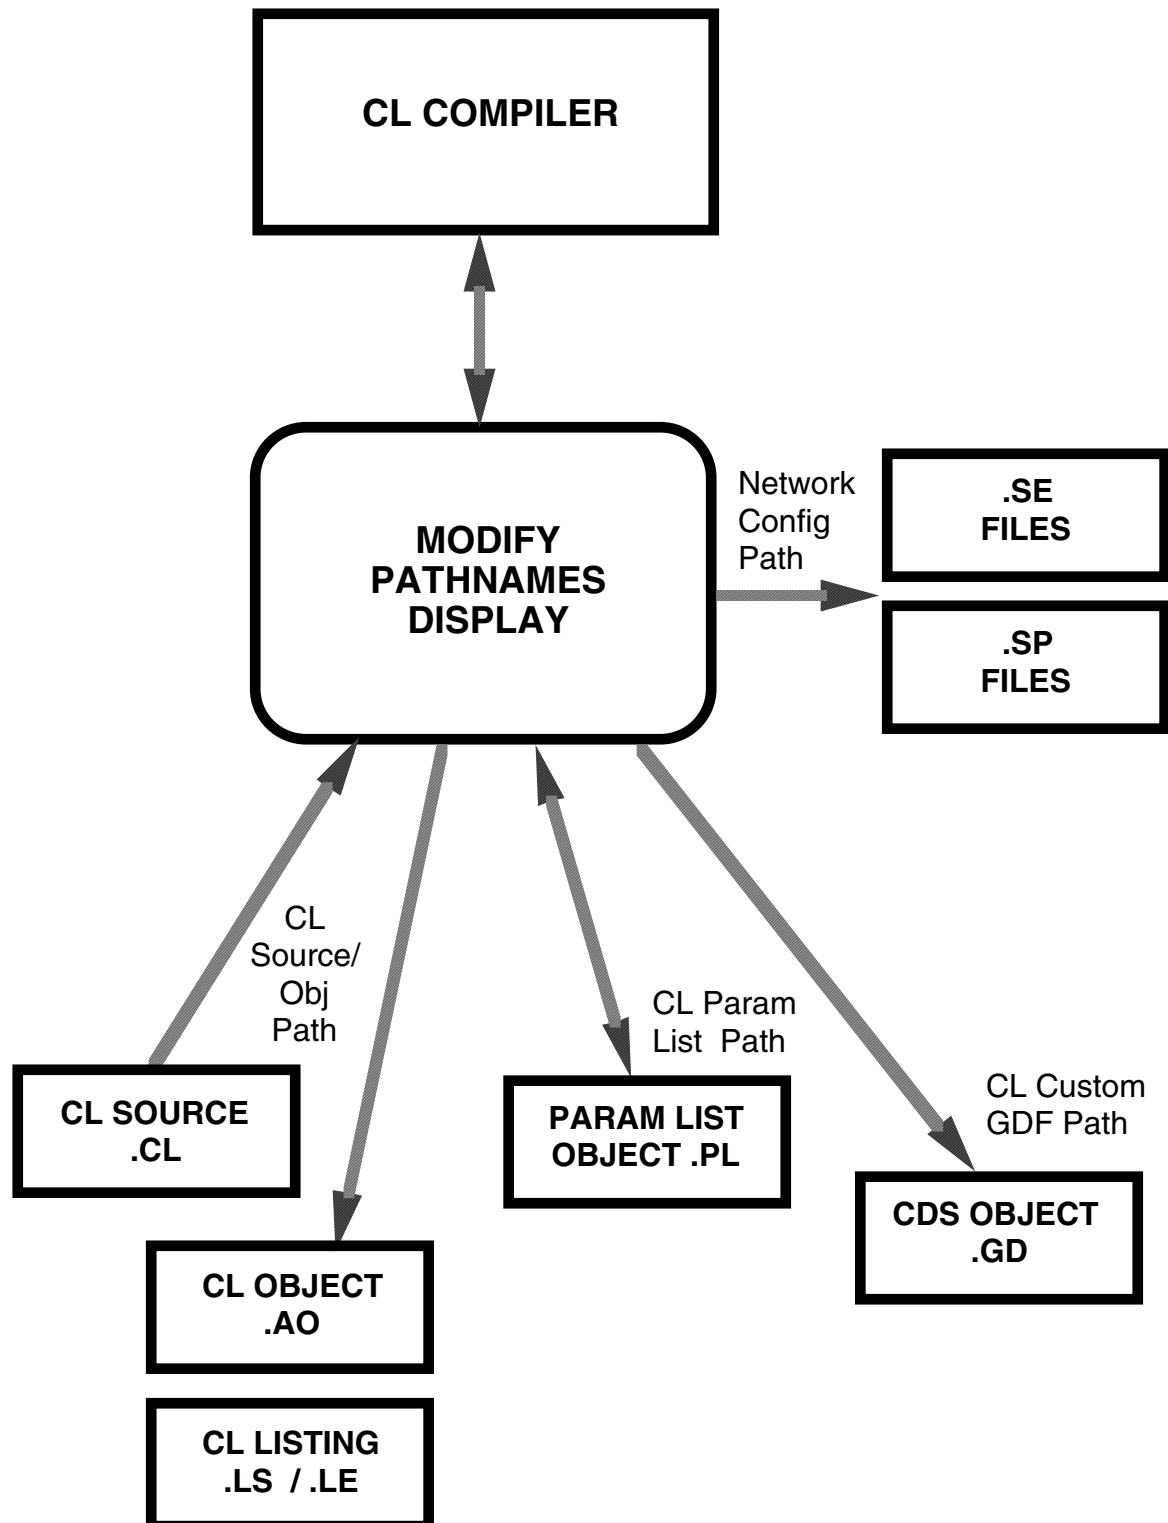 CL COMPILER
MODIFY
PATHNAMES
DISPLAY
Network
Config
Path
.SE
FILES
.SP
FILES
CL
Source/
Obj
Path
CL Param
List Path
CL Custom
GDF Path
CL SOURCE
.CL
PARAM LIST
OBJECT .PL
CDS OBJECT
.GD
CL OBJECT
.AO
CL LISTING
.LS / .LE